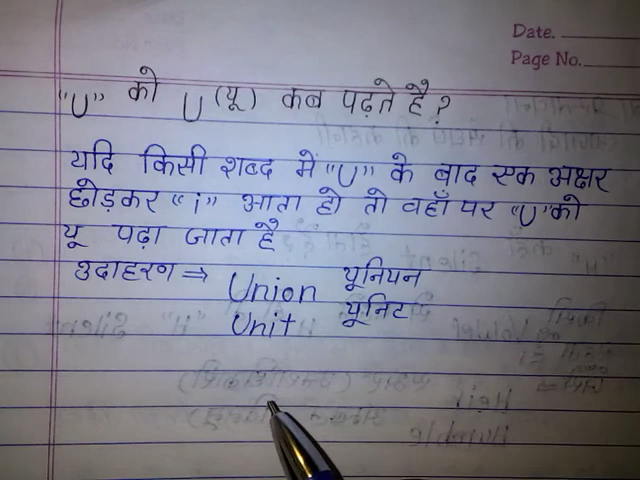 Date.
Page No.
"U" को U (यू) कब पढ़ते है?
यदि किसी शब्द में "U" के बाद एक अक्षर
छोड़कर "i" आता हो तो वहाँ पर "U" को
यू पढ़ा जाता है
उदाहरण ⇒ Union यूनियन
Unit यूनिट